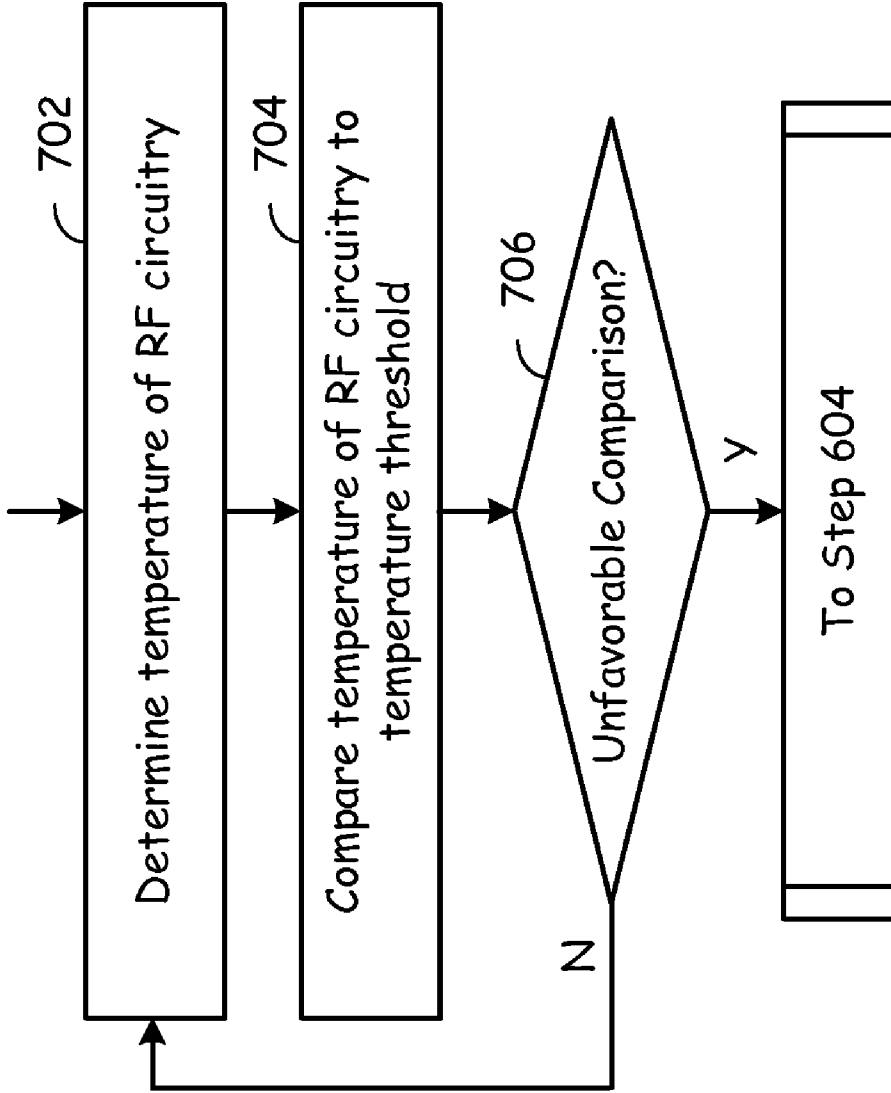 702
Determine temperature of RF circuitry
704
Compare temperature of RF circuitry to
temperature threshold
706
Unfavorable Comparison?
N
y
To Step 604